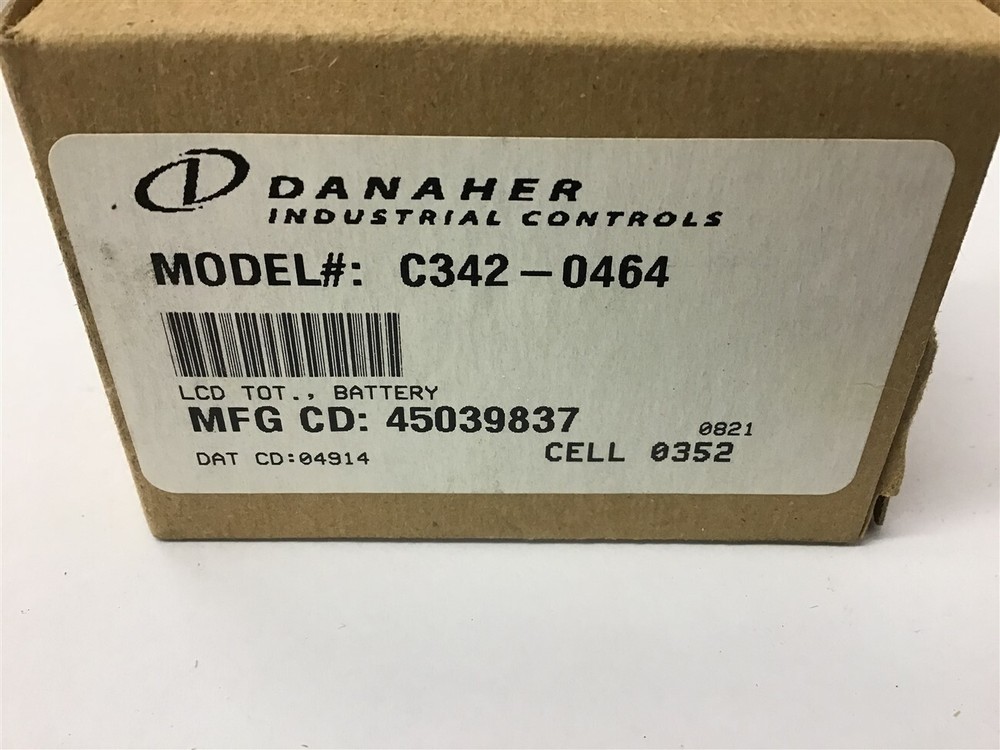 DANAHER
INDUSTRIAL CONTROLS
MODEL#: C342-0464
LCD TOT., BATTERY
MFG CD: 45039837
0821
DAT CD:04914
CELL 0352